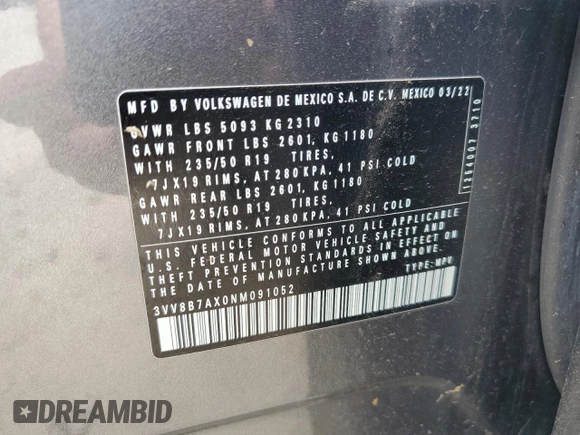 MFD BY VOLKSWAGEN DE MEXICO S.A. DE C.V. MEXICO 03/22
GVWR LBS 5093 KG 2310
GAWR FRONT LBS 2601, KG 1180
WITH 235/50 R19 TIRES,
7JX19 RIMS, AT 280 KPA, 41 PSI COLD
GAWR REAR LBS 2601, KG 1180
WITH 235/50 R19 TIRES,
7JX19 RIMS, AT 280 KPA, 41 PSI COLD
THIS VEHICLE CONFORMS TO ALL APPLICABLE
U.S. FEDERAL MOTOR VEHICLE SAFETY AND
THEFT PREVENTION STANDARDS IN EFFECT ON
THE DATE OF MANUFACTURE SHOWN ABOVE.
3VV8B7AX0NM091052
TYPE: MPV
1254007 3710
DREAMBID